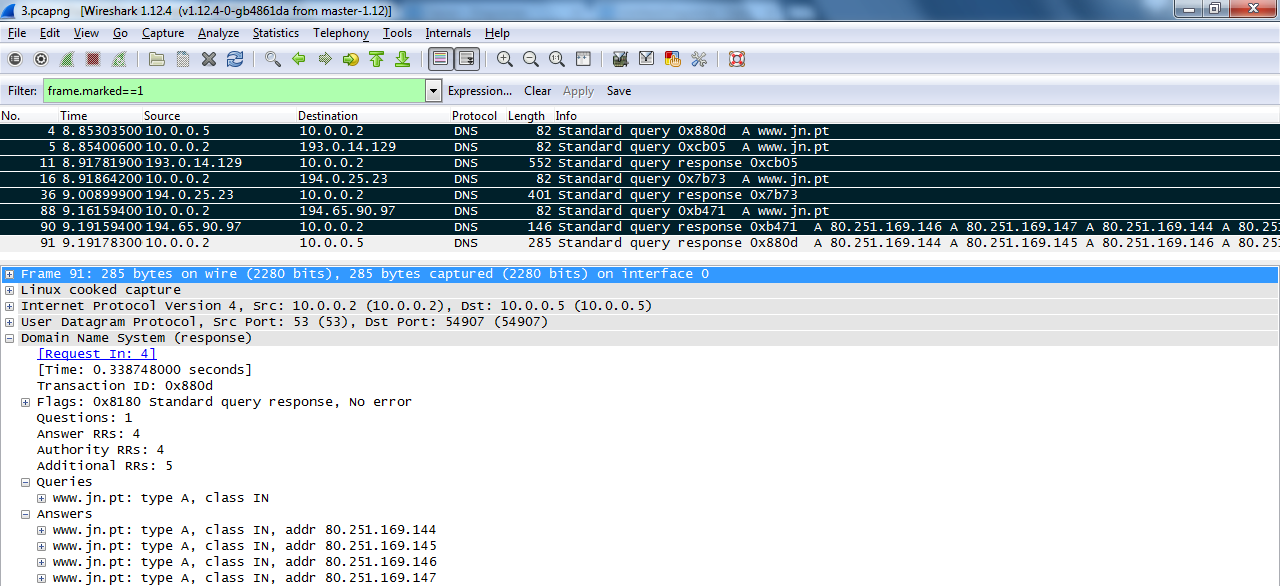 3.pcapng   [Wireshark 1.12.4  (v1.12.4-0-gb4861da from master-1.12)]
File Edit View Go Capture Analyze Statistics Telephony Tools Internals Help
Filter: frame.marked==1 Expression... Clear Apply Save
No. Time Source Destination Protocol Length Info
4 8.85303500 10.0.0.5 10.0.0.2 DNS 82 Standard query 0x880d  A www.jn.pt
5 8.85400600 10.0.0.2 193.0.14.129 DNS 82 Standard query 0xcb05  A www.jn.pt
11 8.91781900 193.0.14.129 10.0.0.2 DNS 552 Standard query response 0xcb05
16 8.91864200 10.0.0.2 194.0.25.23 DNS 82 Standard query 0x7b73  A www.jn.pt
36 9.00899900 194.0.25.23 10.0.0.2 DNS 401 Standard query response 0x7b73
88 9.16159400 10.0.0.2 194.65.90.97 DNS 82 Standard query 0xb471  A www.jn.pt
90 9.19159400 194.65.90.97 10.0.0.2 DNS 146 Standard query response 0xb471  A 80.251.169.146 A 80.251.169.147 A 80.251.169.144 A 80.251
91 9.19178300 10.0.0.2 10.0.0.5 DNS 285 Standard query response 0x880d  A 80.251.169.144 A 80.251.169.145 A 80.251.169.146 A 80.251
Frame 91: 285 bytes on wire (2280 bits), 285 bytes captured (2280 bits) on interface 0
Linux cooked capture
Internet Protocol Version 4, Src: 10.0.0.2 (10.0.0.2), Dst: 10.0.0.5 (10.0.0.5)
User Datagram Protocol, Src Port: 53 (53), Dst Port: 54907 (54907)
Domain Name System (response)
[Request In: 4]
[Time: 0.338748000 seconds]
Transaction ID: 0x880d
Flags: 0x8180 Standard query response, No error
Questions: 1
Answer RRs: 4
Authority RRs: 4
Additional RRs: 5
Queries
www.jn.pt: type A, class IN
Answers
www.jn.pt: type A, class IN, addr 80.251.169.144
www.jn.pt: type A, class IN, addr 80.251.169.145
www.jn.pt: type A, class IN, addr 80.251.169.146
www.jn.pt: type A, class IN, addr 80.251.169.147